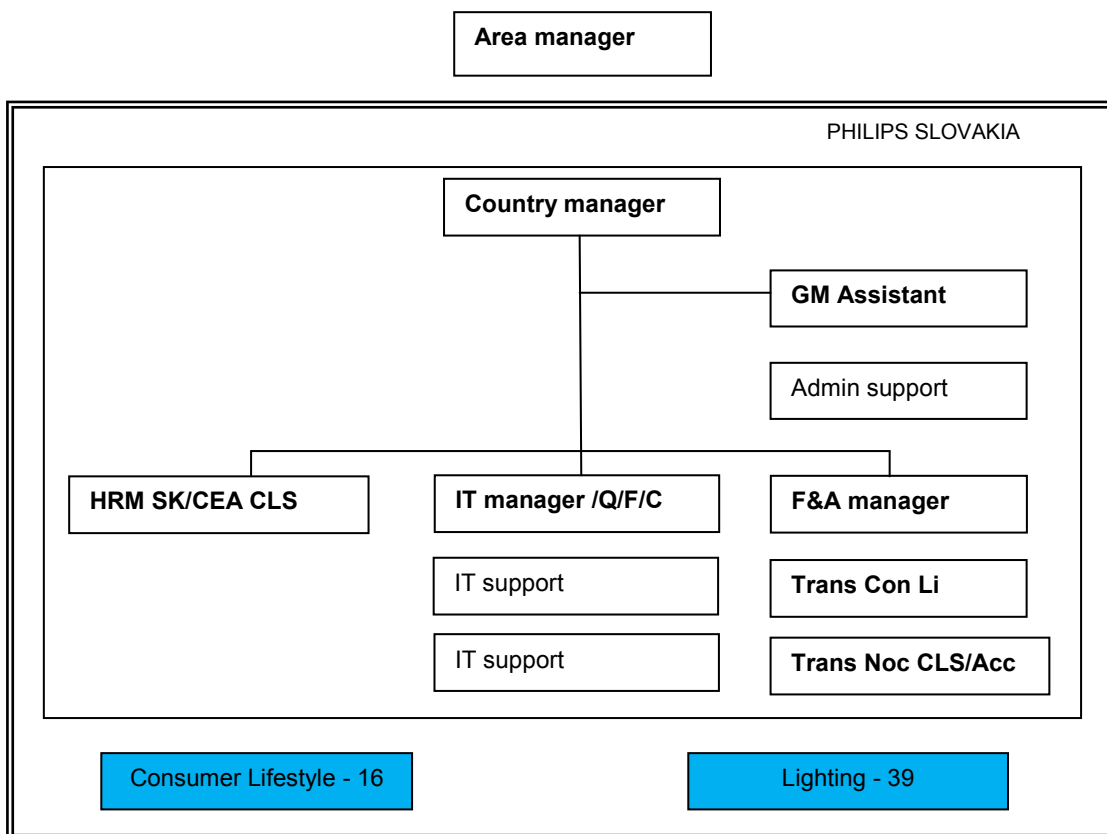 Area manager
PHILIPS SLOVAKIA
Country manager
GM Assistant
Admin support
HRM SK/CEA CLS
IT manager /Q/F/C
F&A manager
IT support
Trans Con Li
IT support
Trans Noc CLS/Acc
Consumer Lifestyle - 16
Lighting - 39